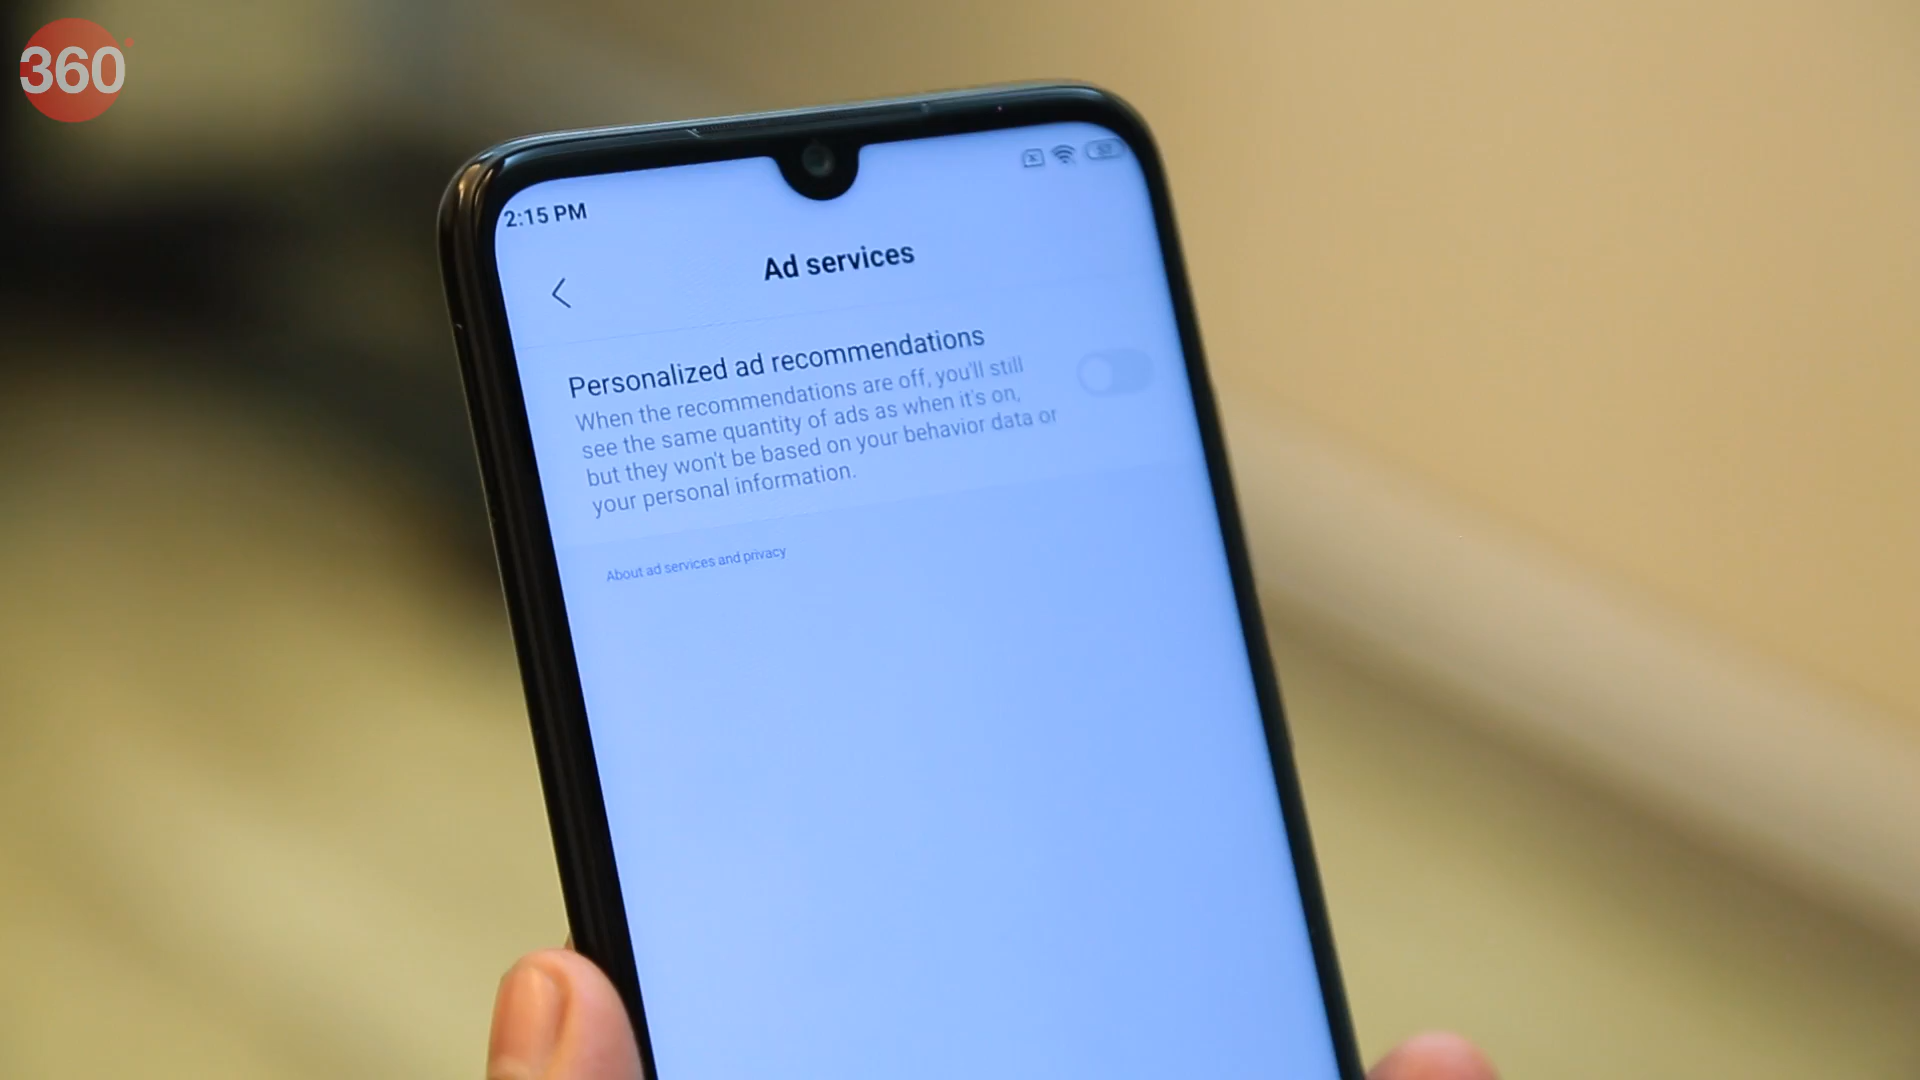 360
2:15 PM
Ad services
Personalized ad recommendations
When the recommendations are off, you'll still
see the same quantity of ads as when it's on,
but they won't be based on your behavior data or
your personal information.
About ad services and privacy